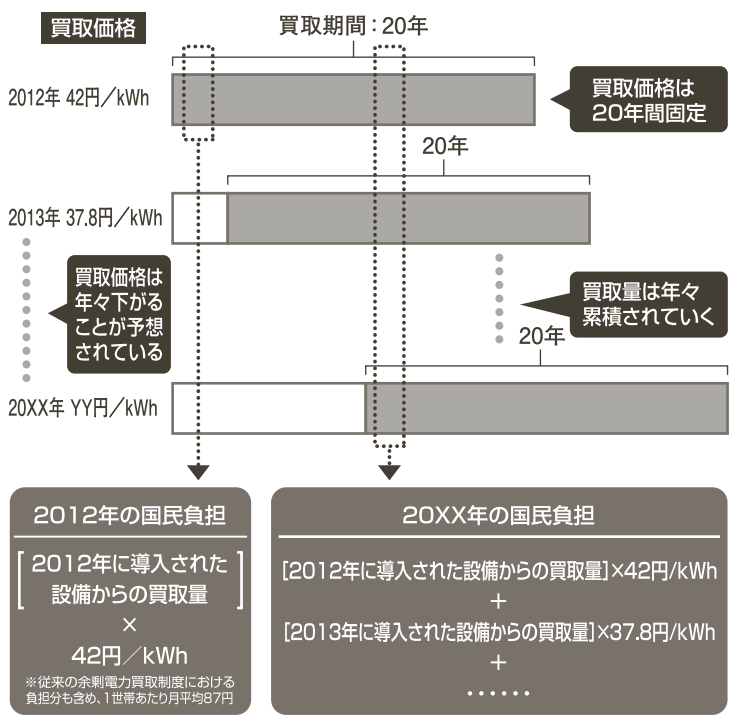 買取価格
買取期間：20年
2012年 42円／kWh
買取価格は
20年間固定
20年
2013年 37.8円／kWh
買取価格は
年々下がる
ことが予想
されている
買取量は年々
累積されていく
20年
20XX年 YY円／kWh
2012年の国民負担
[2012年に導入された
設備からの買取量]
×
42円／kWh
※従来の余剰電力買取制度における
負担分も含め、1世帯あたり月平均87円
20XX年の国民負担
[2012年に導入された設備からの買取量]×42円/kWh
＋
[2013年に導入された設備からの買取量]×37.8円/kWh
＋
・・・・・・